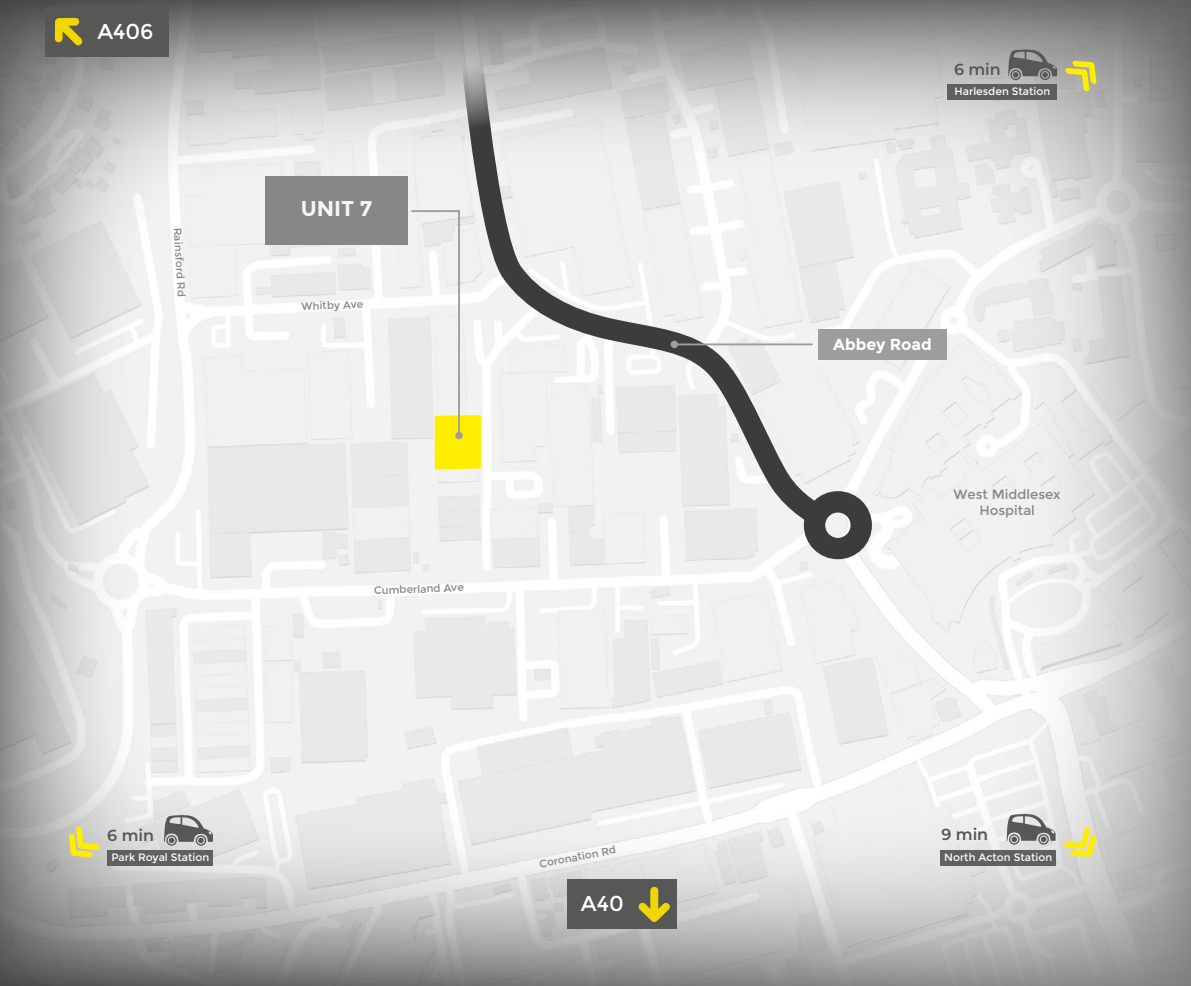 A406
6 min
Harlesden Station
UNIT 7
Rainsford Rd
Whitby Ave
Abbey Road
West Middlesex
Hospital
Cumberland Ave
6 min
Park Royal Station
9 min
North Acton Station
Coronation Rd
A40